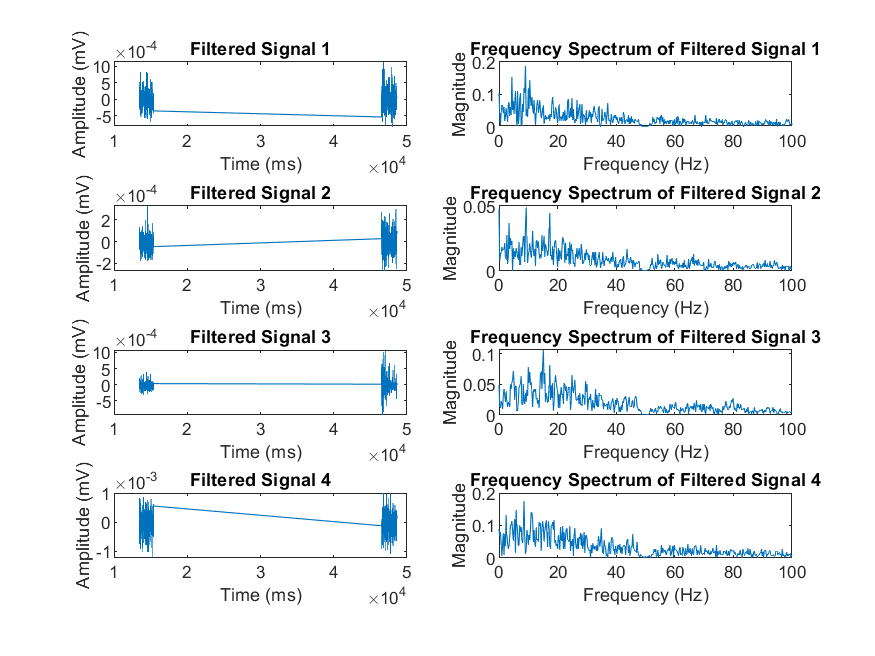 Filtered Signal 1
×10-4
Amplitude (mV)
10
5
0
-5
1 2 3 4 5
Time (ms)
×10⁴
Frequency Spectrum of Filtered Signal 1
Magnitude
0.2
0.1
0
0 20 40 60 80 100
Frequency (Hz)
Filtered Signal 2
×10-4
Amplitude (mV)
2
0
-2
1 2 3 4 5
Time (ms)
×10⁴
Frequency Spectrum of Filtered Signal 2
Magnitude
0.05
0
0 20 40 60 80 100
Frequency (Hz)
Filtered Signal 3
×10-4
Amplitude (mV)
10
5
0
-5
1 2 3 4 5
Time (ms)
×10⁴
Frequency Spectrum of Filtered Signal 3
Magnitude
0.1
0.05
0
0 20 40 60 80 100
Frequency (Hz)
Filtered Signal 4
×10-3
Amplitude (mV)
1
0
-1
1 2 3 4 5
Time (ms)
×10⁴
Frequency Spectrum of Filtered Signal 4
Magnitude
0.2
0.1
0
0 20 40 60 80 100
Frequency (Hz)